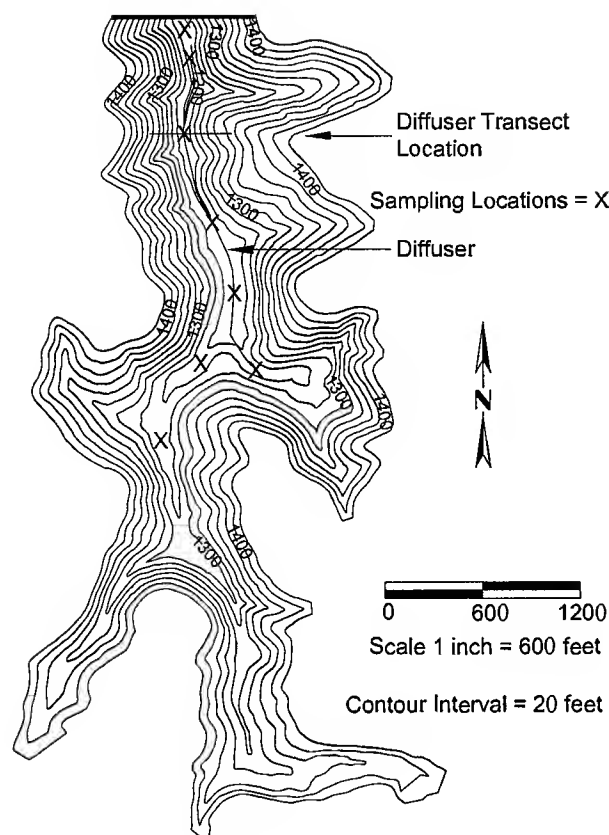 1400
1300
1200
1300
1400
Diffuser Transect
Location
1400
Sampling Locations = X
1300
Diffuser
1400
1300
1300
1400
N
1300
1400
0 600 1200
Scale 1 inch = 600 feet
Contour Interval = 20 feet
X
X
X
X
X
X
X
X